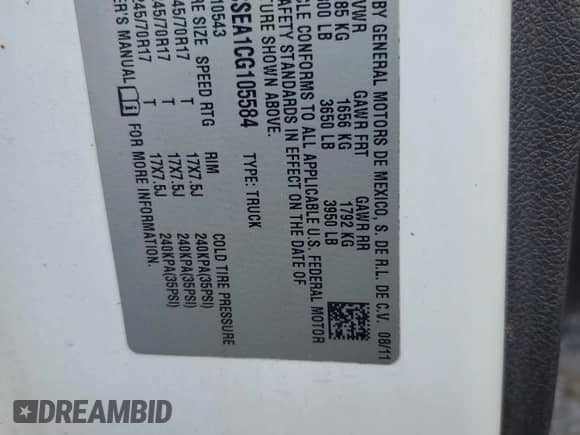 BY GENERAL MOTORS DE MEXICO, S. DE R.L. DE C.V. 08/11
VWR GAWR FRT GAWR RR
85 KG 1656 KG 1792 KG
00 LB 3650 LB 3950 LB
CLE CONFORMS TO ALL APPLICABLE U.S. FEDERAL MOTOR
AFETY STANDARDS IN EFFECT ON THE DATE OF
TURE SHOWN ABOVE.
SEA1CG105584 TYPE: TRUCK
10543
RE SIZE SPEED RTG RIM COLD TIRE PRESSURE
45/70R17 T 17X7.5J 240KPA(35PSI)
245/70R17 T 17X7.5J 240KPA(35PSI)
245/70R17 T 17X7.5J 240KPA(35PSI)
ER'S MANUAL FOR MORE INFORMATION.
DREAMBID